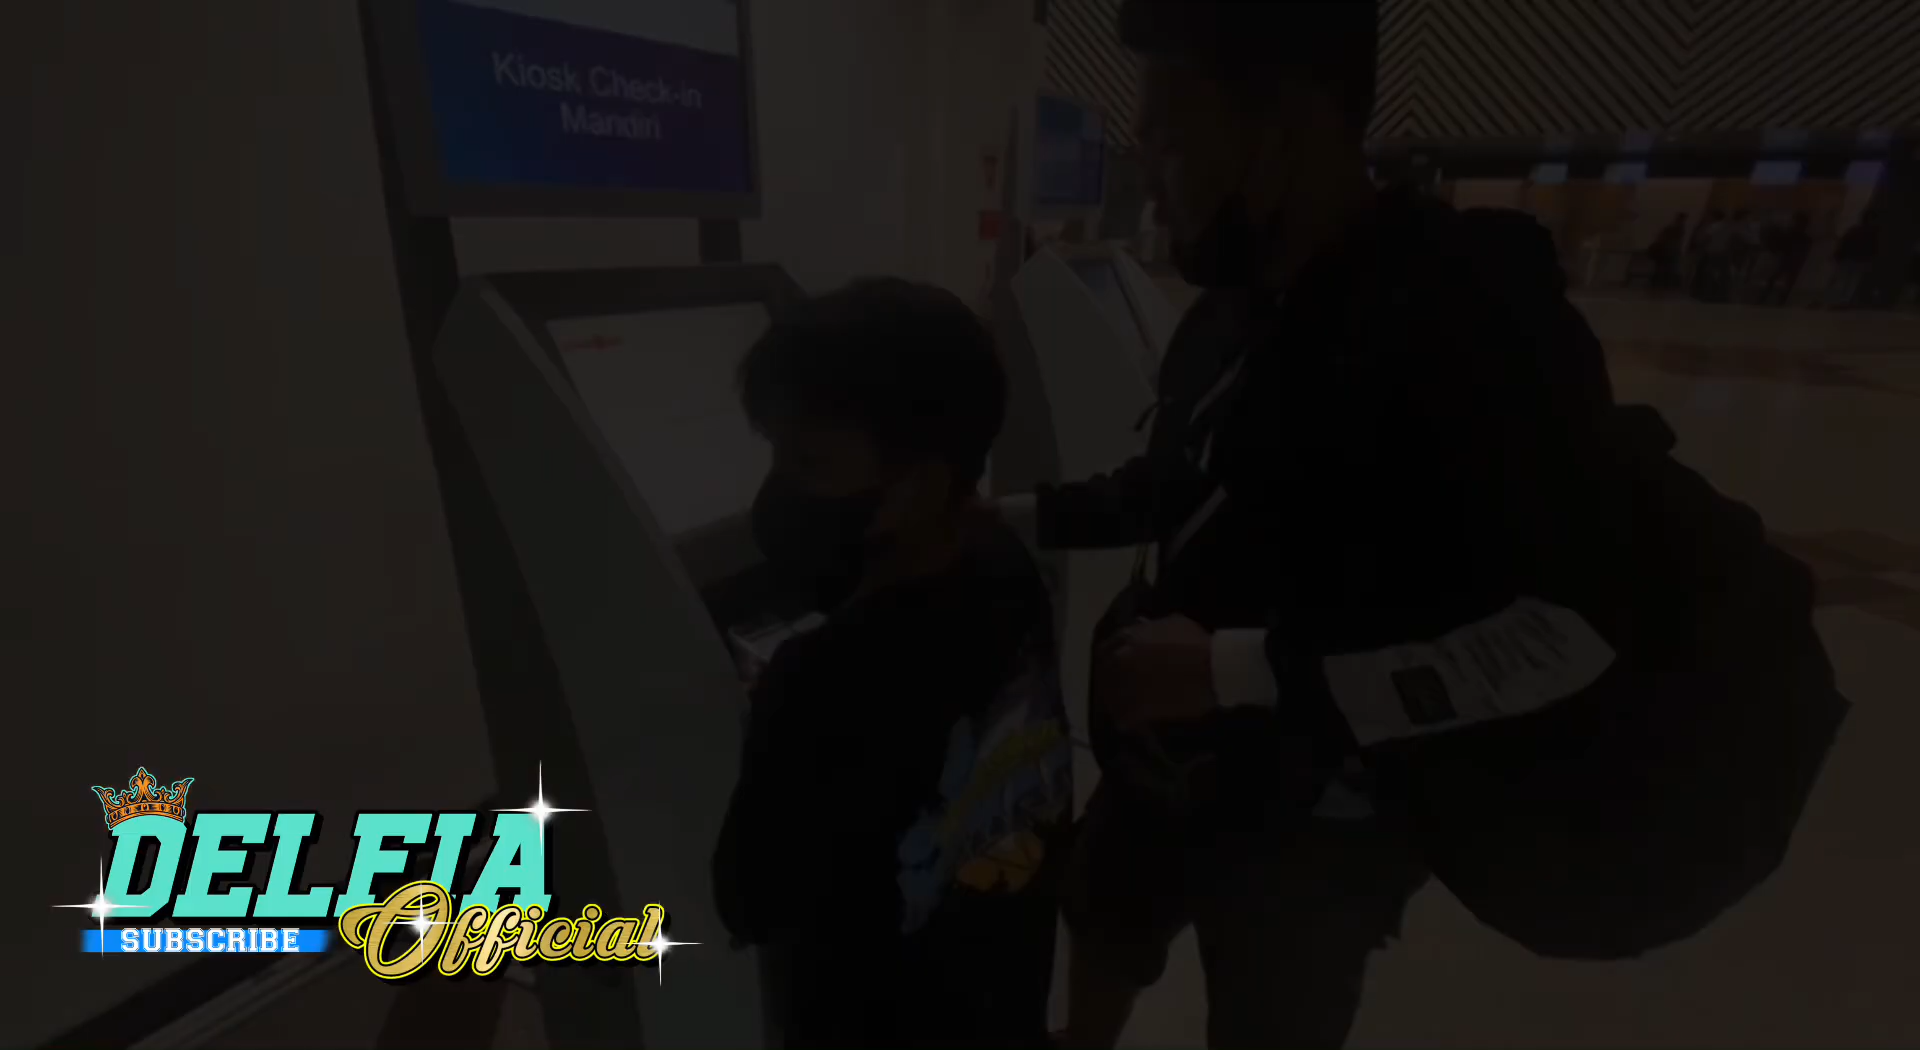 Kiosk Check-in
Mandiri
DELFIA
Official
SUBSCRIBE